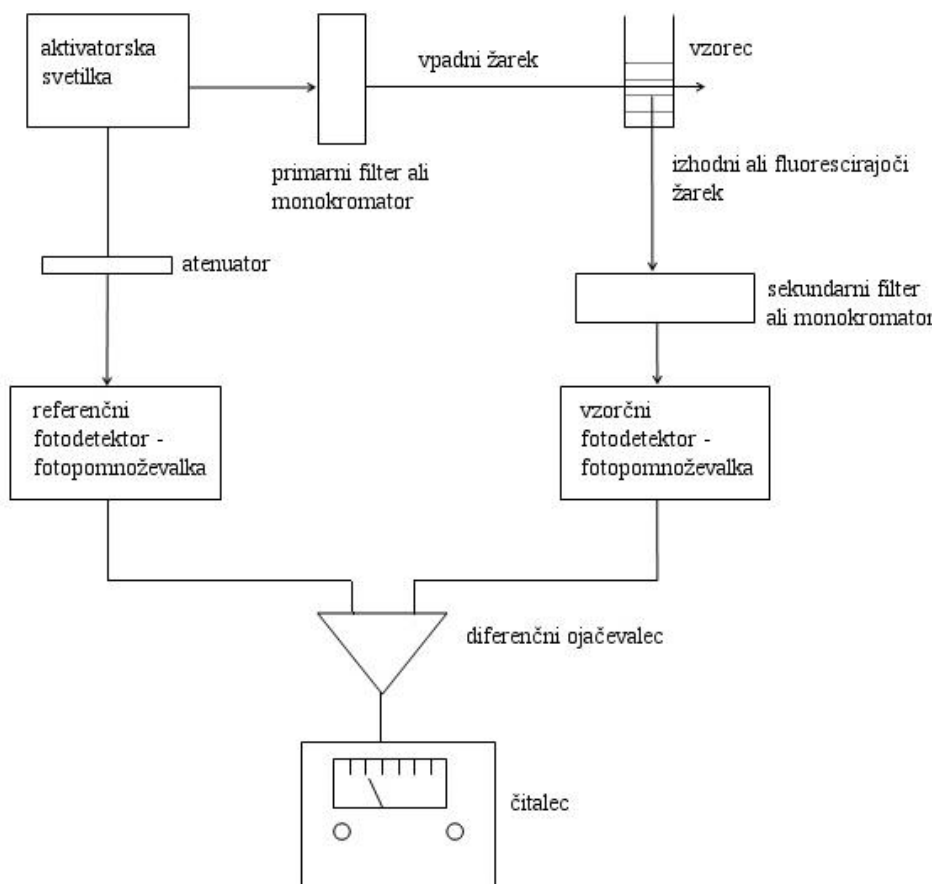 aktivatorska
svetilka
vpadni žarek
vzorec
primarni filter ali
monokromator
izhodni ali fluorescirajoči
žarek
atenuator
sekundarni filter
ali monokromator
referenčni
fotodetektor -
fotopomnoževalka
vzorčni
fotodetektor -
fotopomnoževalka
diferenčni ojačevalec
čitalec